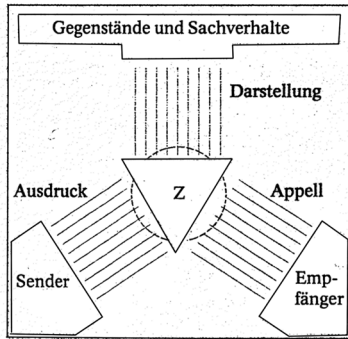 Gegenstände und Sachverhalte
Darstellung
Ausdruck
Appell
Z
Sender
Emp-
fänger